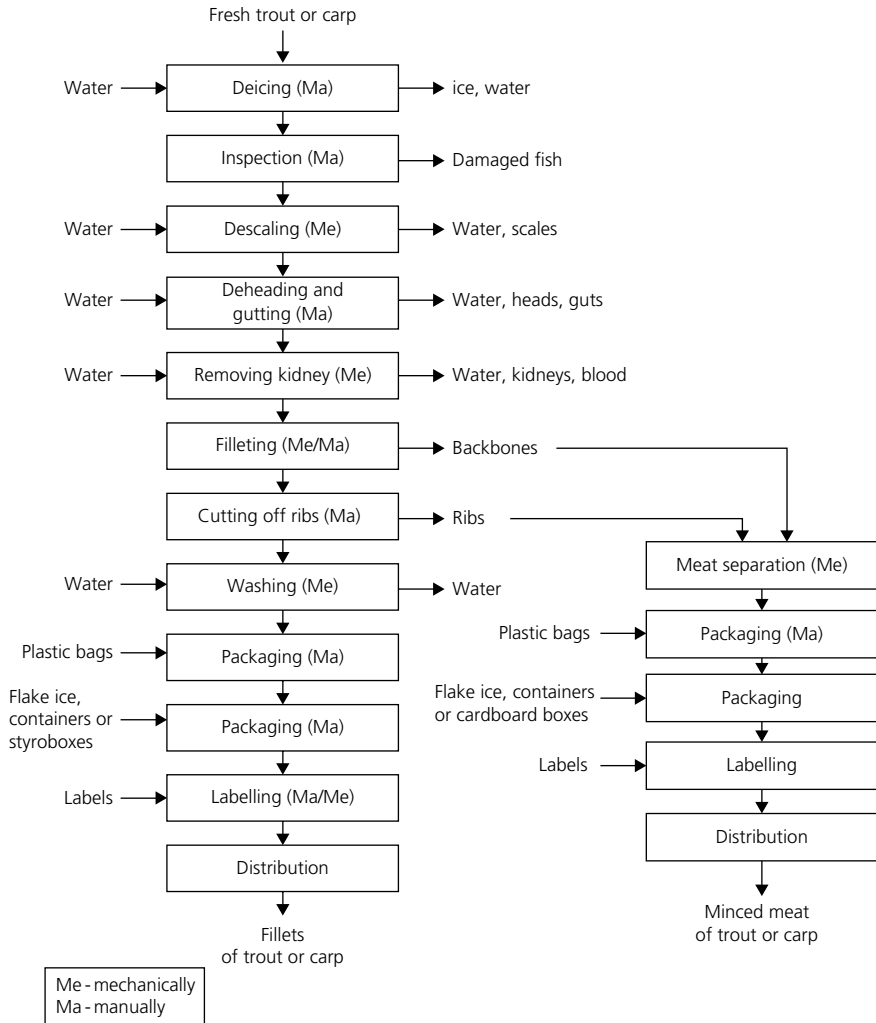 Fresh trout or carp
Water
Deicing (Ma)
ice, water
Inspection (Ma)
Damaged fish
Water
Descaling (Me)
Water, scales
Water
Deheading and
gutting (Ma)
Water, heads, guts
Water
Removing kidney (Me)
Water, kidneys, blood
Filleting (Me/Ma)
Backbones
Cutting off ribs (Ma)
Ribs
Water
Washing (Me)
Water
Plastic bags
Packaging (Ma)
Flake ice,
containers or
styroboxes
Packaging (Ma)
Labels
Labelling (Ma/Me)
Distribution
Fillets
of trout or carp
Meat separation (Me)
Plastic bags
Packaging (Ma)
Flake ice, containers
or cardboard boxes
Packaging
Labels
Labelling
Distribution
Minced meat
of trout or carp
Me - mechanically
Ma - manually